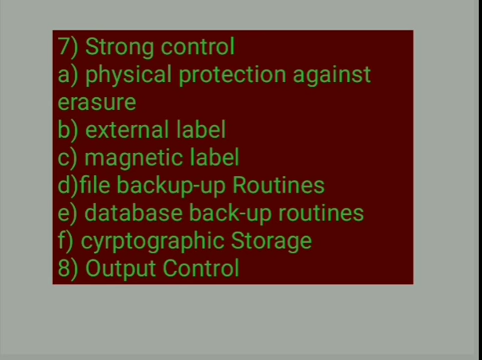 7) Strong control
a) physical protection against
erasure
b) external label
c) magnetic label
d)file backup-up Routines
e) database back-up routines
f) cyrptographic Storage
8) Output Control